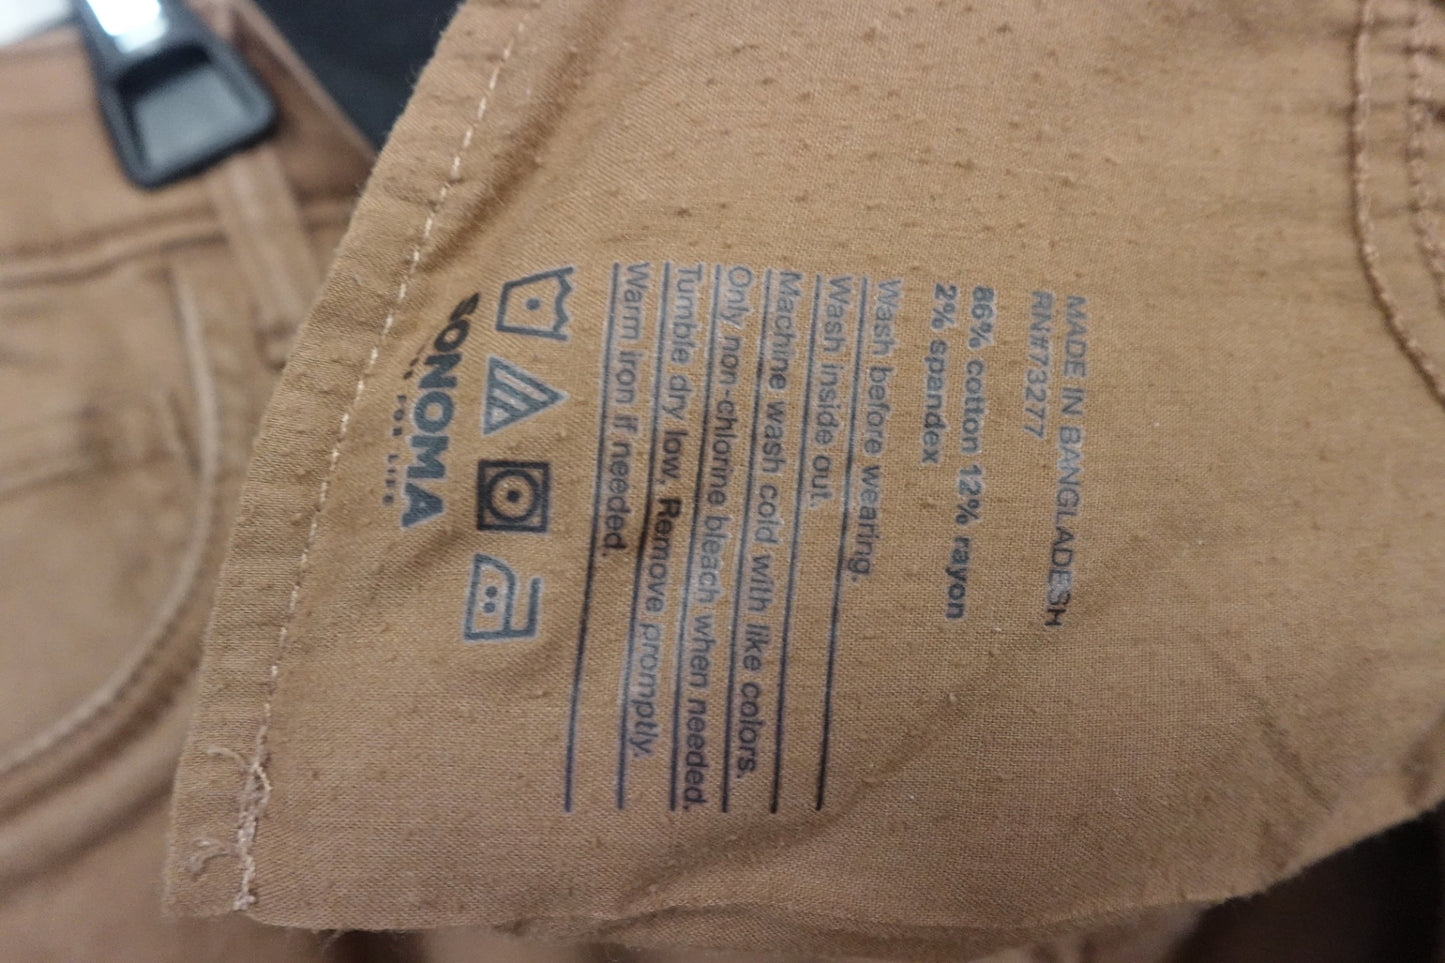 MADE IN BANGLADESH
RN#73277
86% cotton 12% rayon
2% spandex
Wash before wearing.
Wash inside out.
Machine wash cold with like colors.
Only non-chlorine bleach when needed.
Tumble dry low, Remove promptly.
Warm iron if needed.
SONOMA
FOR LIFE